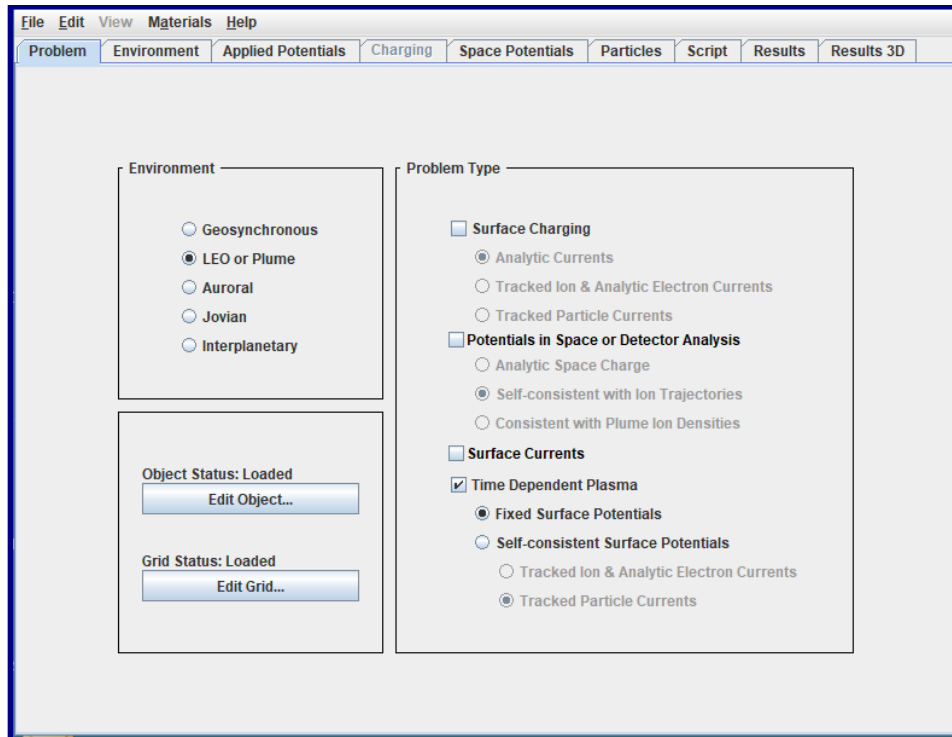 File Edit View Materials Help
Problem Environment Applied Potentials Charging Space Potentials Particles Script Results Results 3D
Environment
Geosynchronous
LEO or Plume
Auroral
Jovian
Interplanetary
Object Status: Loaded
Edit Object...
Grid Status: Loaded
Edit Grid...
Problem Type
Surface Charging
Analytic Currents
Tracked Ion & Analytic Electron Currents
Tracked Particle Currents
Potentials in Space or Detector Analysis
Analytic Space Charge
Self-consistent with Ion Trajectories
Consistent with Plume Ion Densities
Surface Currents
Time Dependent Plasma
Fixed Surface Potentials
Self-consistent Surface Potentials
Tracked Ion & Analytic Electron Currents
Tracked Particle Currents